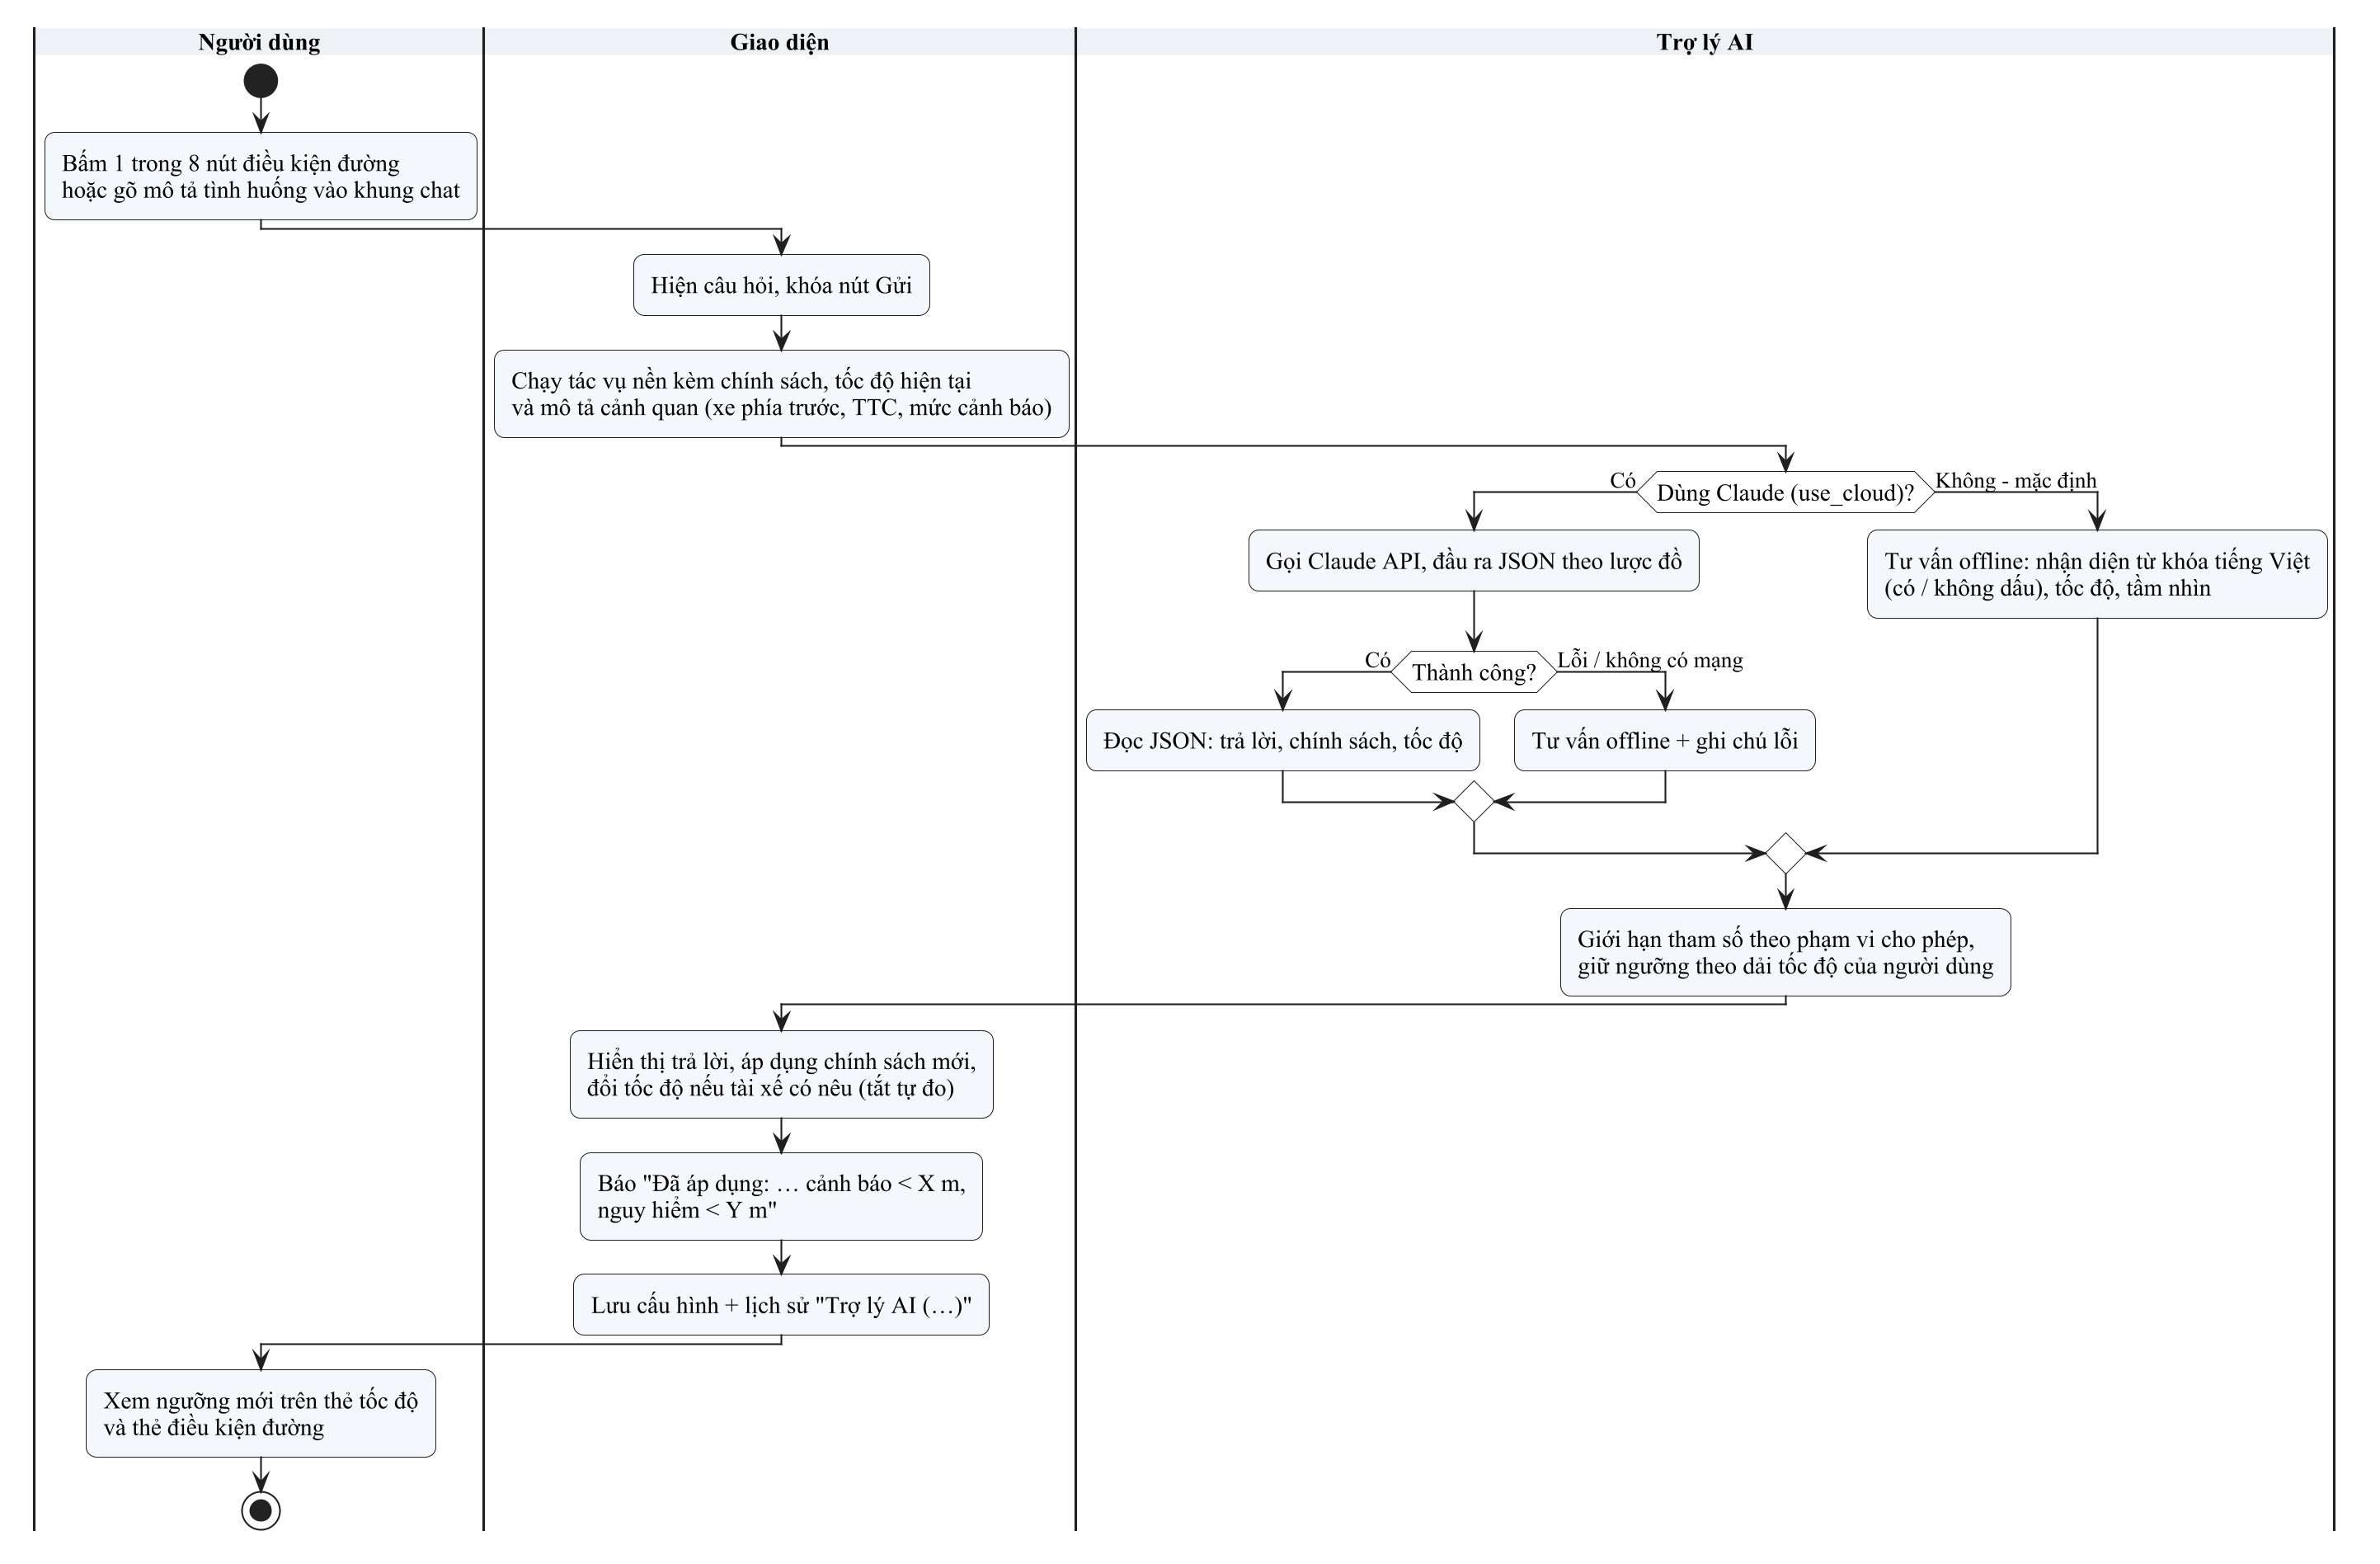 Người dùng
Giao diện
Trợ lý AI
Bấm 1 trong 8 nút điều kiện đường
hoặc gõ mô tả tình huống vào khung chat
Hiện câu hỏi, khóa nút Gửi
Chạy tác vụ nền kèm chính sách, tốc độ hiện tại
và mô tả cảnh quan (xe phía trước, TTC, mức cảnh báo)
Có
Dùng Claude (use_cloud)?
Không - mặc định
Gọi Claude API, đầu ra JSON theo lược đồ
Tư vấn offline: nhận diện từ khóa tiếng Việt
(có / không dấu), tốc độ, tầm nhìn
Có
Thành công?
Lỗi / không có mạng
Đọc JSON: trả lời, chính sách, tốc độ
Tư vấn offline + ghi chú lỗi
Giới hạn tham số theo phạm vi cho phép,
giữ ngưỡng theo dải tốc độ của người dùng
Hiển thị trả lời, áp dụng chính sách mới,
đổi tốc độ nếu tài xế có nêu (tắt tự đo)
Báo "Đã áp dụng: … cảnh báo < X m,
nguy hiểm < Y m"
Lưu cấu hình + lịch sử "Trợ lý AI (…)"
Xem ngưỡng mới trên thẻ tốc độ
và thẻ điều kiện đường